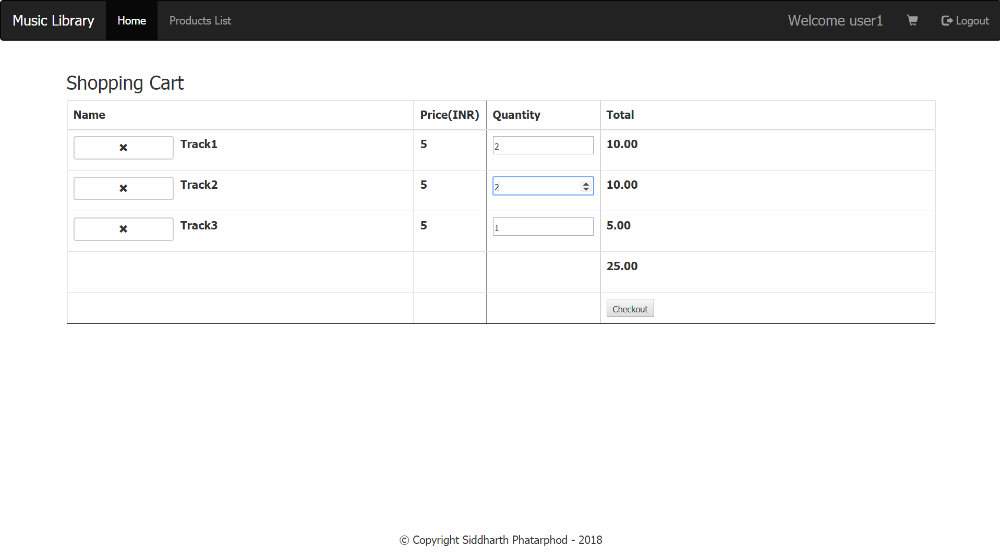 Music Library Home Products List Welcome user1 Logout
Shopping Cart
Name Price(INR) Quantity Total
Track1 5 2 10.00
Track2 5 2 10.00
Track3 5 1 5.00
25.00
Checkout
© Copyright Siddharth Phatarphod - 2018